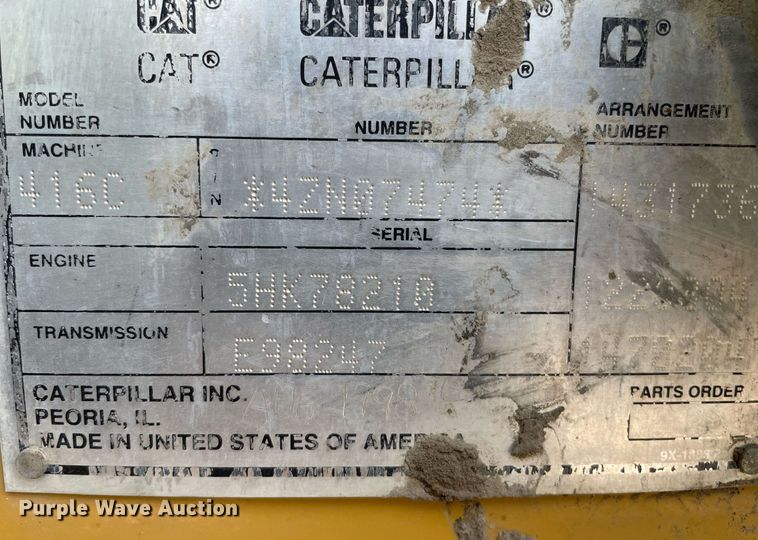 CAT® CATERPILLAR® ®
CAT® CATERPILLAR®
MODEL NUMBER NUMBER ARRANGEMENT NUMBER
MACHINE
416C S/N *4ZN07474* 1431738
SERIAL
ENGINE
5HK78210
TRANSMISSION
E98247
CATERPILLAR INC. PARTS ORDER
PEORIA, IL.
MADE IN UNITED STATES OF AMERICA
Purple Wave Auction